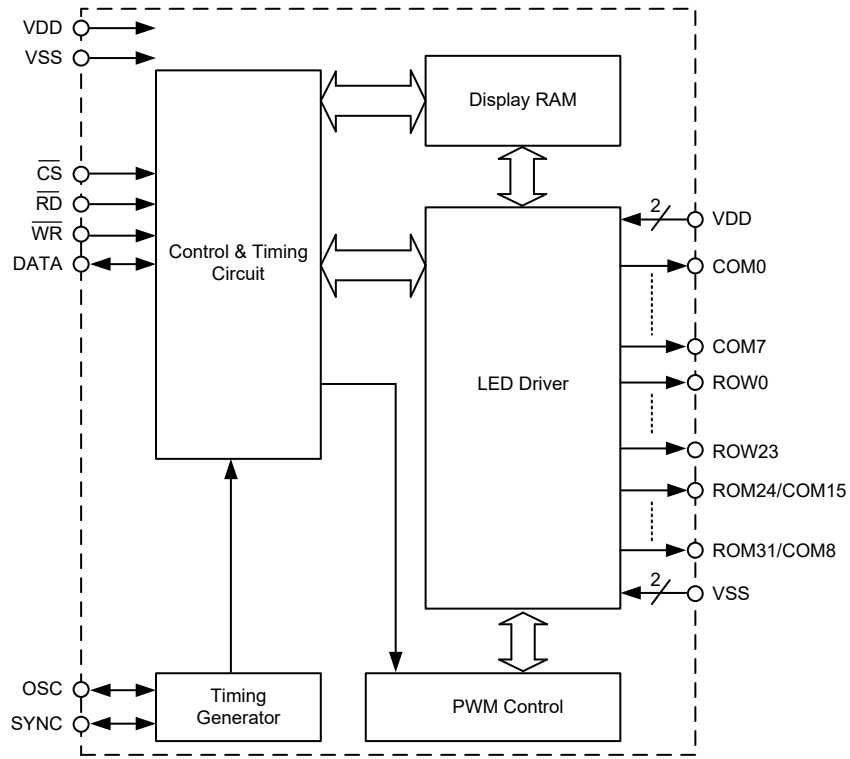 VDD
VSS
CS
RD
WR
DATA
OSC
SYNC
Control & Timing
Circuit
Timing
Generator
Display RAM
LED Driver
PWM Control
2
VDD
COM0
COM7
ROW0
ROW23
ROM24/COM15
ROM31/COM8
2
VSS